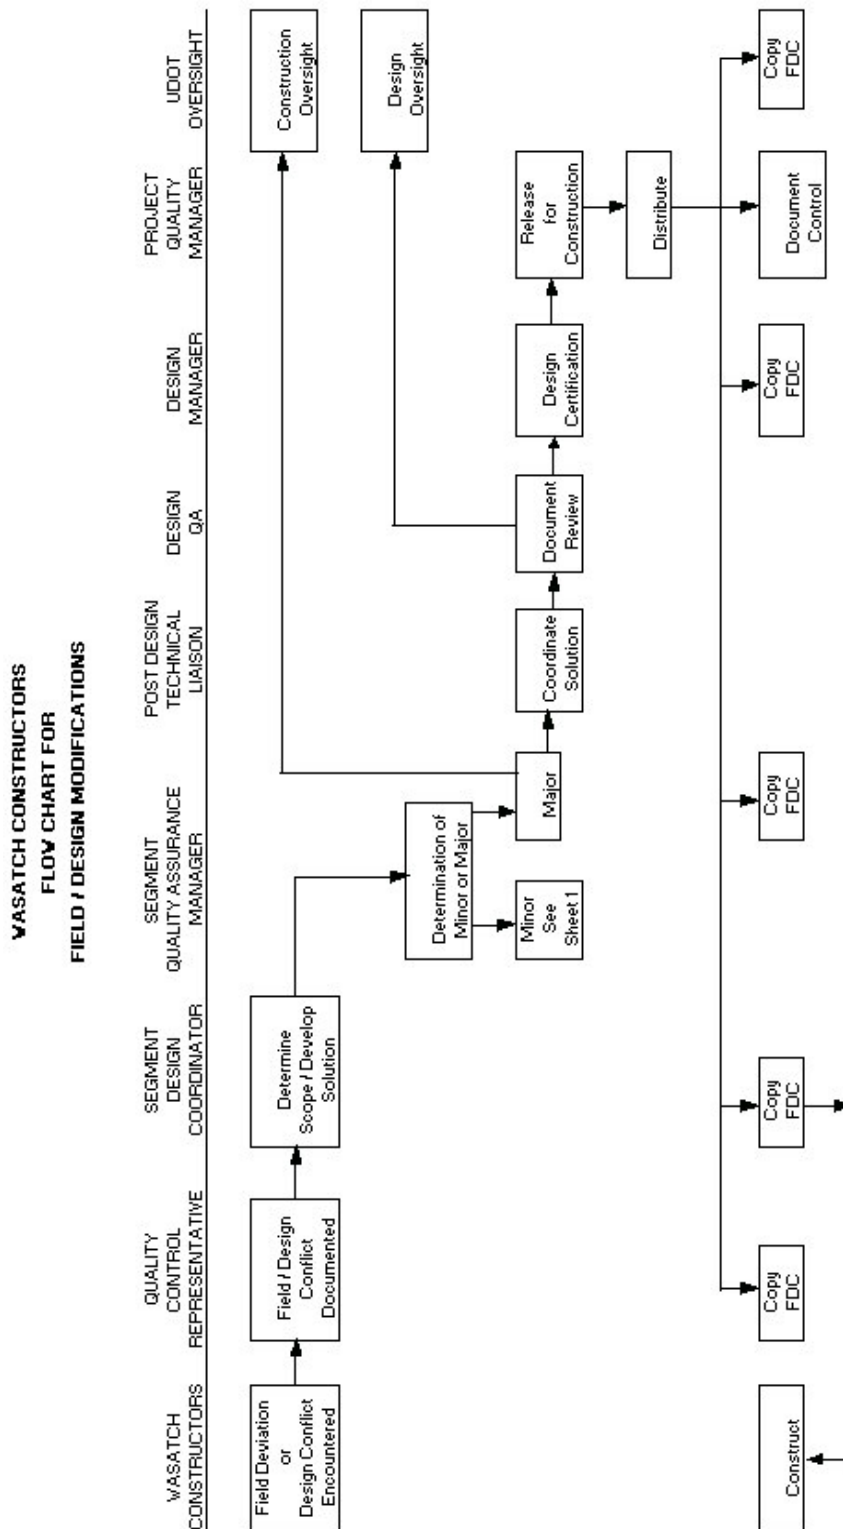 WASATCH CONSTRUCTORS
FLOW CHART FOR
FIELD / DESIGN MODIFICATIONS
WASATCH
CONSTRUCTORS
QUALITY
CONTROL
REPRESENTATIVE
SEGMENT
DESIGN
COORDINATOR
SEGMENT
QUALITY ASSURANCE
MANAGER
POST DESIGN
TECHNICAL
LIAISON
DESIGN
QA
DESIGN
MANAGER
PROJECT
QUALITY
MANAGER
UDOT
OVERSIGHT
Field Deviation
or
Design Conflict
Encountered
Field / Design
Conflict
Documented
Determine
Scope / Develop
Solution
Construction
Oversight
Design
Oversight
Determination of
Minor or Major
Minor
See
Sheet 1
Major
Coordinate
Solution
Document
Review
Design
Certification
Release
for
Construction
Distribute
Construct
Copy
FDC
Copy
FDC
Copy
FDC
Copy
FDC
Document
Control
Copy
FDC